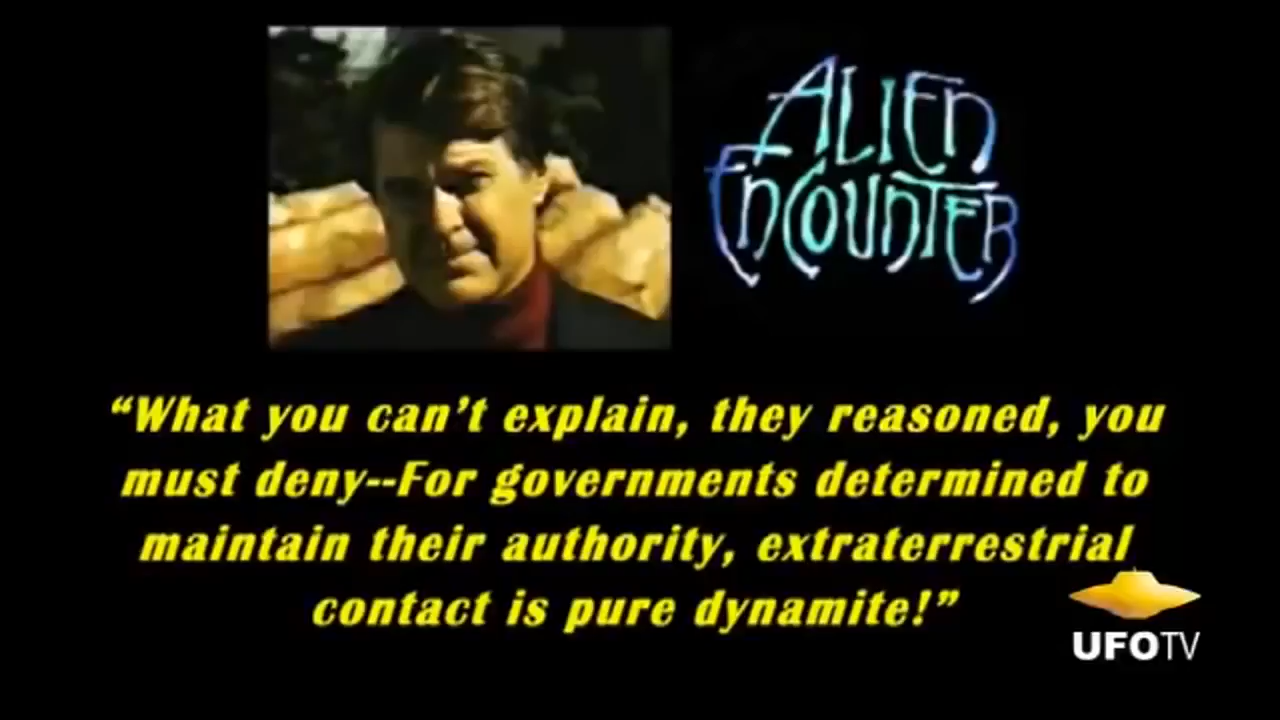 ALIEN
ENCOUNTER
“What you can’t explain, they reasoned, you
must deny--For governments determined to
maintain their authority, extraterrestrial
contact is pure dynamite!”
UFOTV